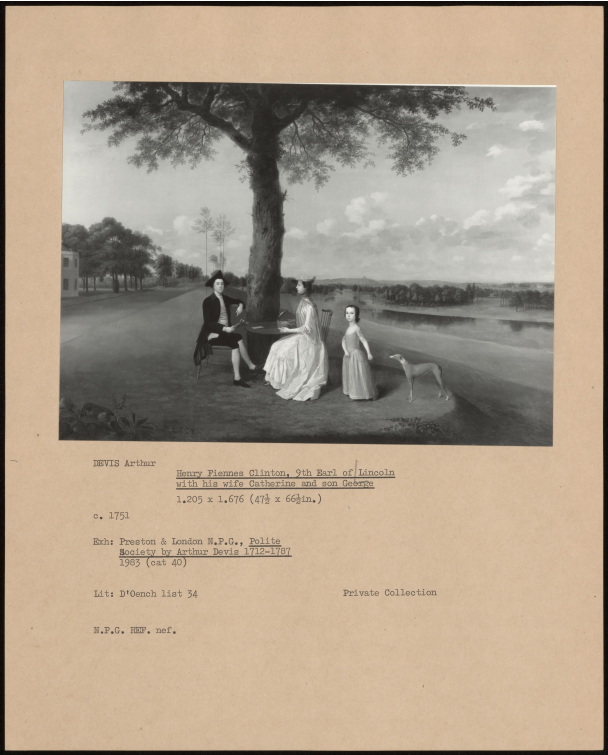 DEVIS Arthur
Henry Fiennes Clinton, 9th Earl of Lincoln
with his wife Catherine and son George
1.205 x 1.676 (47½ x 66½in.)
c. 1751
Exh: Preston & London N.P.G., Polite
Society by Arthur Devis 1712-1787
1983 (cat 40)
Lit: D'Oench list 34 Private Collection
N.P.G. REF. nef.